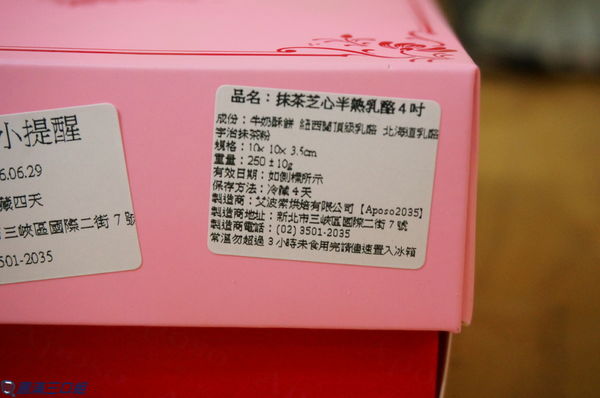 小提醒
6.06.29
藏四天
三峽區國際二街7號
3501-2035
品名：抹茶芝心半熟乳酪4吋
成份：牛奶酥餅 紐西蘭頂級乳酪 北海道乳酪
宇治抹茶粉
規格：10x 10x 3.5cm
重量：250±10g
有效日期：如側標所示
保存方法：冷藏4天
製造商：艾波索烘焙有限公司【Aposo2035】
製造商地址：新北市三峽區國際二街7號
製造商電話：(02) 3501-2035
常溫勿超過3小時未食用完請儘速置入冰箱